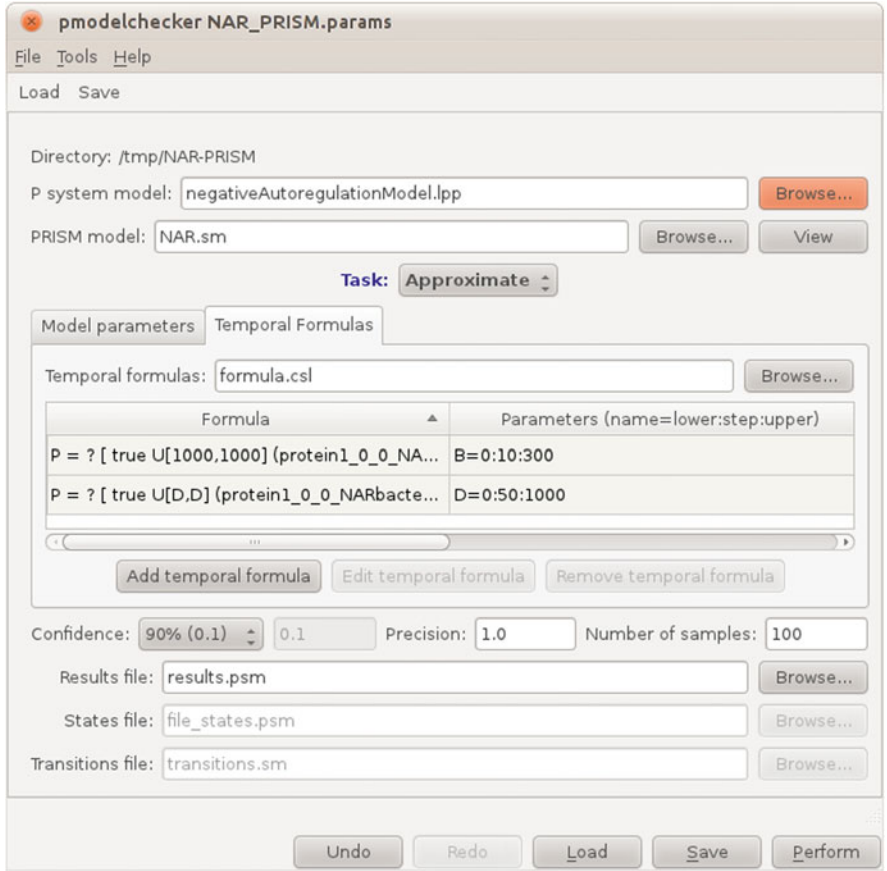 pmodelchecker NAR_PRISM.params
File Tools Help
Load Save
Directory: /tmp/NAR-PRISM
P system model: negativeAutoregulationModel.lpp Browse...
PRISM model: NAR.sm Browse... View
Task: Approximate
Model parameters Temporal Formulas
Temporal formulas: formula.csl Browse...
Formula Parameters (name=lower:step:upper)
P = ? [ true U[1000,1000] (protein1_0_0_NA... B=0:10:300
P = ? [ true U[D,D] (protein1_0_0_NARbacte... D=0:50:1000
Add temporal formula Edit temporal formula Remove temporal formula
Confidence: 90% (0.1) 0.1 Precision: 1.0 Number of samples: 100
Results file: results.psm Browse...
States file: file_states.psm Browse...
Transitions file: transitions.sm Browse...
Undo Redo Load Save Perform